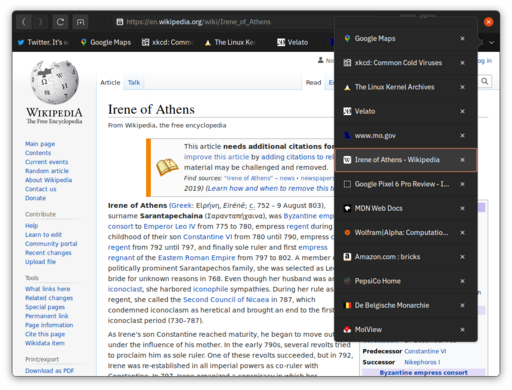 https://en.wikipedia.org/wiki/Irene_of_Athens
Twitter. It's w
Google Maps
xkcd: Commo
The Linux Ker
Velato
Google Maps
xkcd: Common Cold Viruses
The Linux Kernel Archives
Velato
www.mo.gov
Irene of Athens - Wikipedia
Google Pixel 6 Pro Review - I...
MDN Web Docs
Wolfram|Alpha: Computatio...
Amazon.com : bricks
PepsiCo Home
De Belgische Monarchie
MolView
WIKIPEDIA
The Free Encyclopedia
Main page
Contents
Current events
Random article
About Wikipedia
Contact us
Donate
Contribute
Help
Learn to edit
Community portal
Recent changes
Upload file
Tools
What links here
Related changes
Special pages
Permanent link
Page information
Cite this page
Wikidata item
Print/export
Download as PDF
No
og in
Article Talk
Read
Irene of Athens
From Wikipedia, the free encyclopedia
This article needs additional citations for
improve this article by adding citations to rel
material may be challenged and removed.
Find sources: "Irene of Athens" – news • newspapers
2019) (Learn how and when to remove this t
Irene of Athens (Greek: Εἰρήνη, Eirénē; c. 752 – 9 August 803),
surname Sarantapechaina (Σαρανταπήχαινα), was Byzantine emp
consort to Emperor Leo IV from 775 to 780, empress regent during
childhood of their son Constantine VI from 780 until 790, empress c
regent from 792 until 797, and finally sole ruler and first empress
regnant of the Eastern Roman Empire from 797 to 802. A member o
politically prominent Sarantapechos family, she was selected as Leo
bride for unknown reasons in 768. Even though her husband was an
iconoclast, she harbored iconophile sympathies. During her rule as
regent, she called the Second Council of Nicaea in 787, which
condemned iconoclasm as heretical and brought an end to the first
iconoclast period (730–787).
As Irene's son Constantine reached maturity, he began to move out
under the influence of his mother. In the early 790s, several revolts
to proclaim him as sole ruler. One of these revolts succeeded, but in 792,
Irene was re-established in all imperial powers as co-ruler with
Predecessor Constantine VI
Successor Nikephoros I
Byzantine empress consort